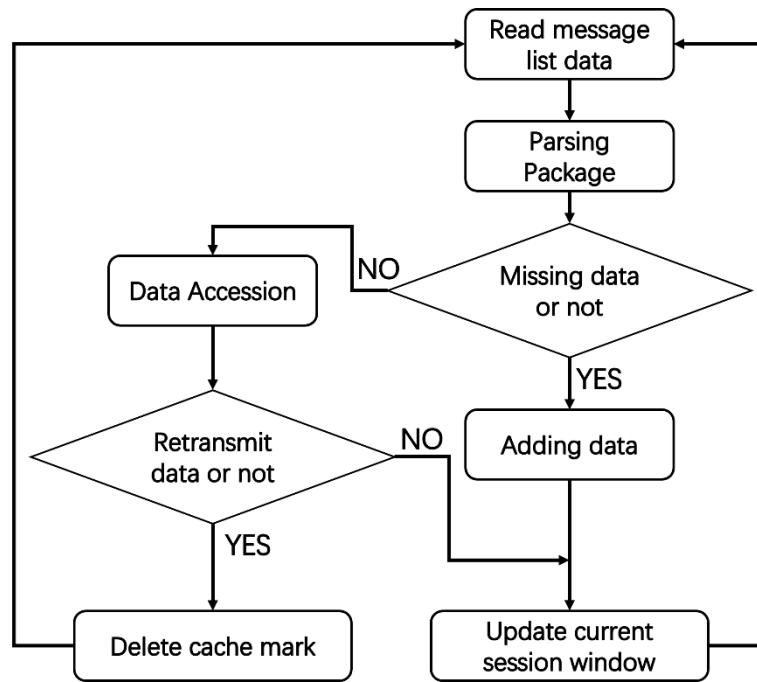 Read message
list data
Parsing
Package
Missing data
or not
NO
Data Accession
YES
Retransmit
data or not
NO
Adding data
YES
Delete cache mark
Update current
session window